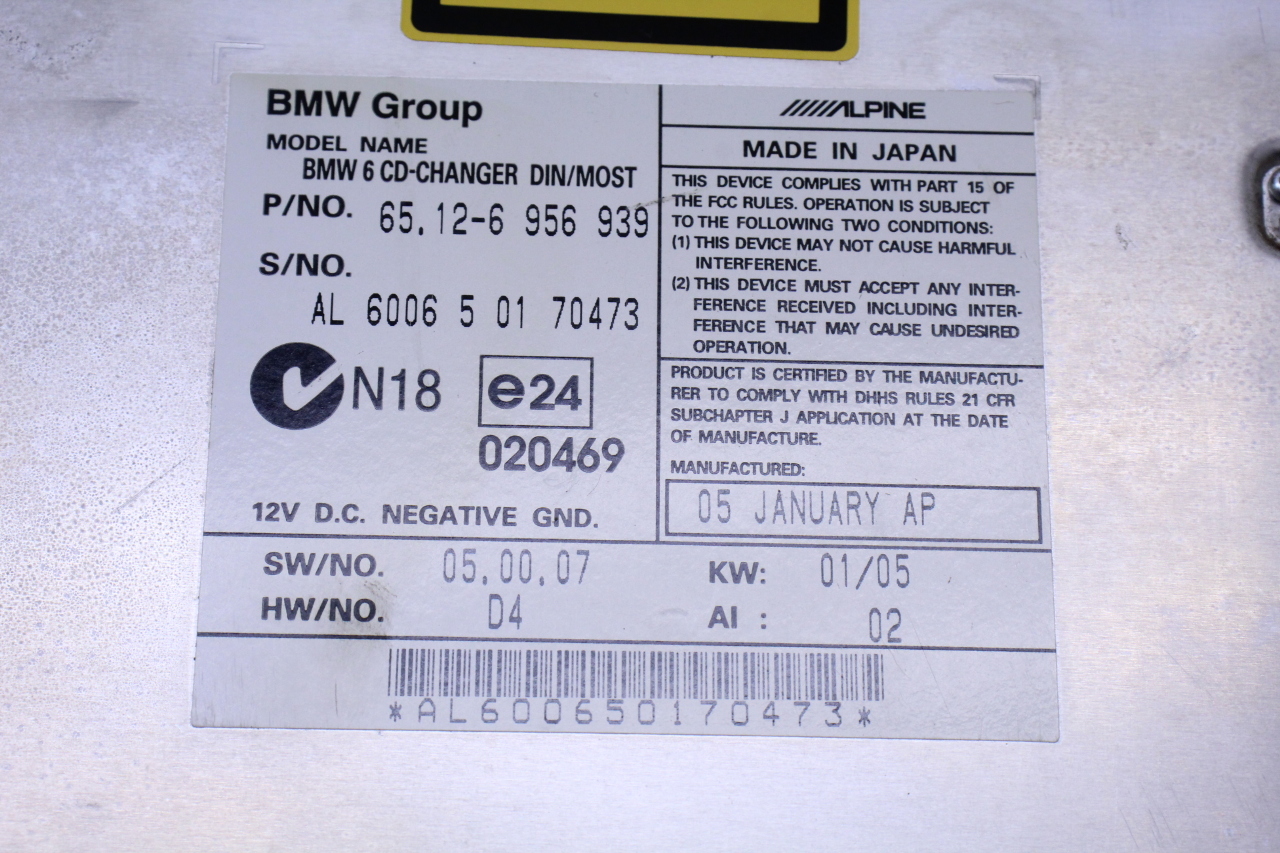 BMW Group
MODEL NAME
BMW 6 CD-CHANGER DIN/MOST
P/NO. 65.12-6 956 939
S/NO.
AL 6006 5 01 70473
N18
e24
020469
12V D.C. NEGATIVE GND.
ALPINE
MADE IN JAPAN
THIS DEVICE COMPLIES WITH PART 15 OF
THE FCC RULES. OPERATION IS SUBJECT
TO THE FOLLOWING TWO CONDITIONS:
(1) THIS DEVICE MAY NOT CAUSE HARMFUL
INTERFERENCE.
(2) THIS DEVICE MUST ACCEPT ANY INTER-
FERENCE RECEIVED INCLUDING INTER-
FERENCE THAT MAY CAUSE UNDESIRED
OPERATION.
PRODUCT IS CERTIFIED BY THE MANUFACTU-
RER TO COMPLY WITH DHHS RULES 21 CFR
SUBCHAPTER J APPLICATION AT THE DATE
OF MANUFACTURE.
MANUFACTURED:
05 JANUARY AP
SW/NO. 05.00.07 KW: 01/05
HW/NO. D4 AI : 02
*AL600650170473*